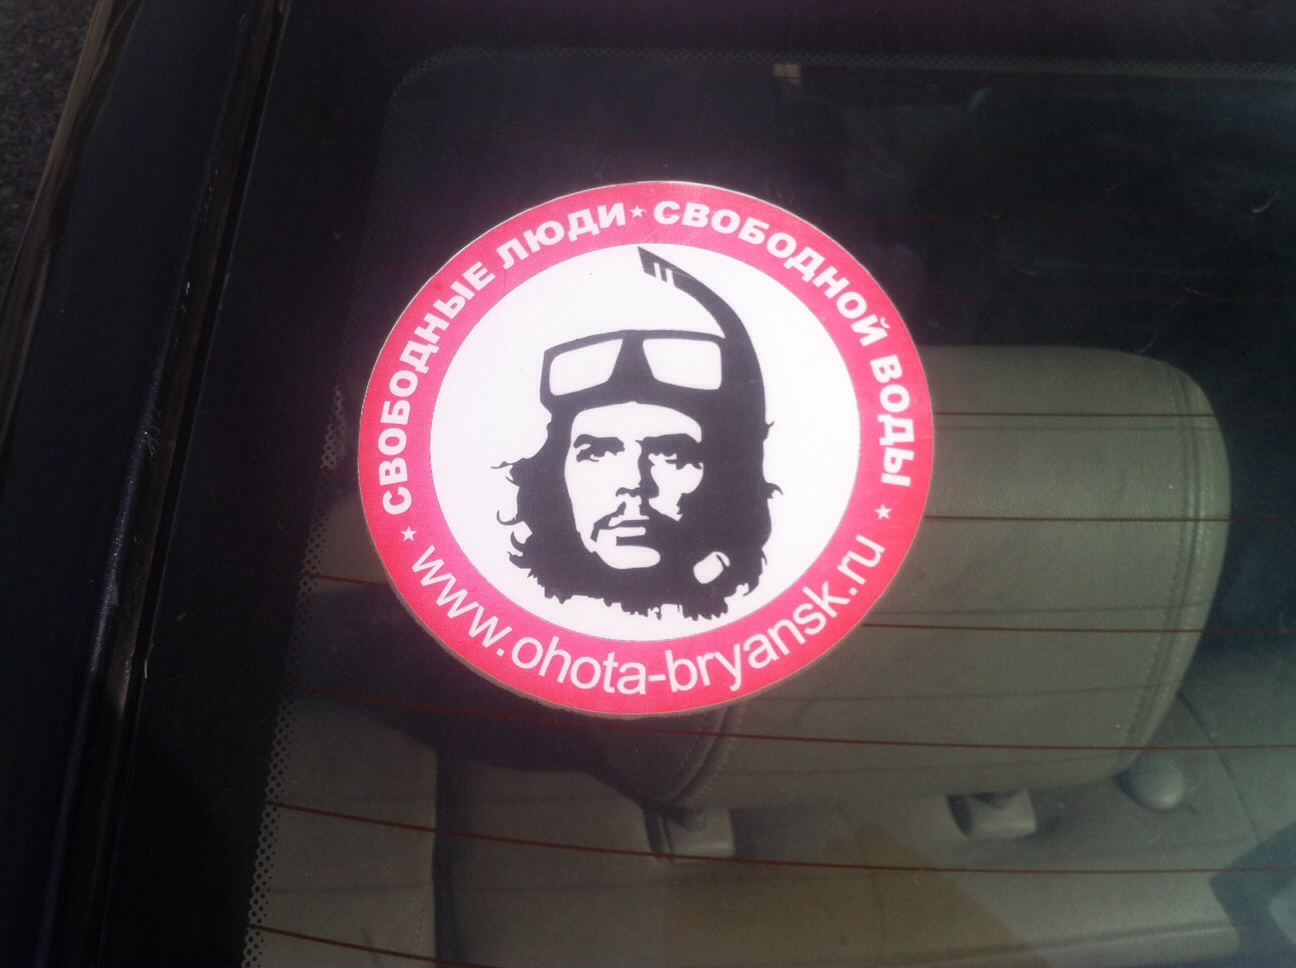 СВОБОДНЫЕ ЛЮДИ★СВОБОДНОЙ ВОДЫ
www.ohota-bryansk.ru